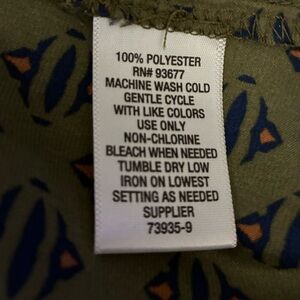 100% POLYESTER
RN# 93677
MACHINE WASH COLD
GENTLE CYCLE
WITH LIKE COLORS
USE ONLY
NON-CHLORINE
BLEACH WHEN NEEDED
TUMBLE DRY LOW
IRON ON LOWEST
SETTING AS NEEDED
SUPPLIER
73935-9